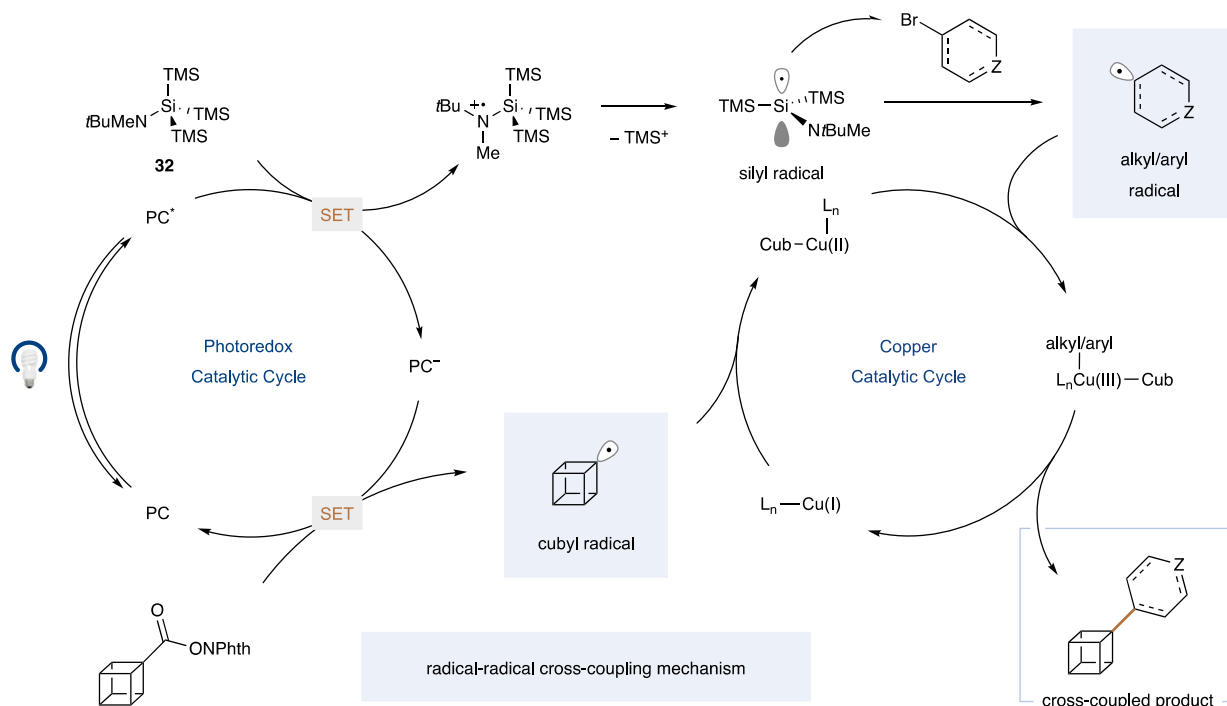 TMS
Si
tBuMeN
TMS
TMS
32
tBu
+•
N
Me
TMS
Si
TMS
TMS
– TMS⁺
TMS
Si
TMS
NtBuMe
silyl radical
Br
Z
Z
alkyl/aryl
radical
PC*
SET
Lₙ
Cub–Cu(II)
Photoredox
Catalytic Cycle
PC⁻
Copper
Catalytic Cycle
alkyl/aryl
LₙCu(III)—Cub
cubyl radical
Lₙ—Cu(I)
PC
SET
O
ONPhth
radical-radical cross-coupling mechanism
Z
cross-coupled product